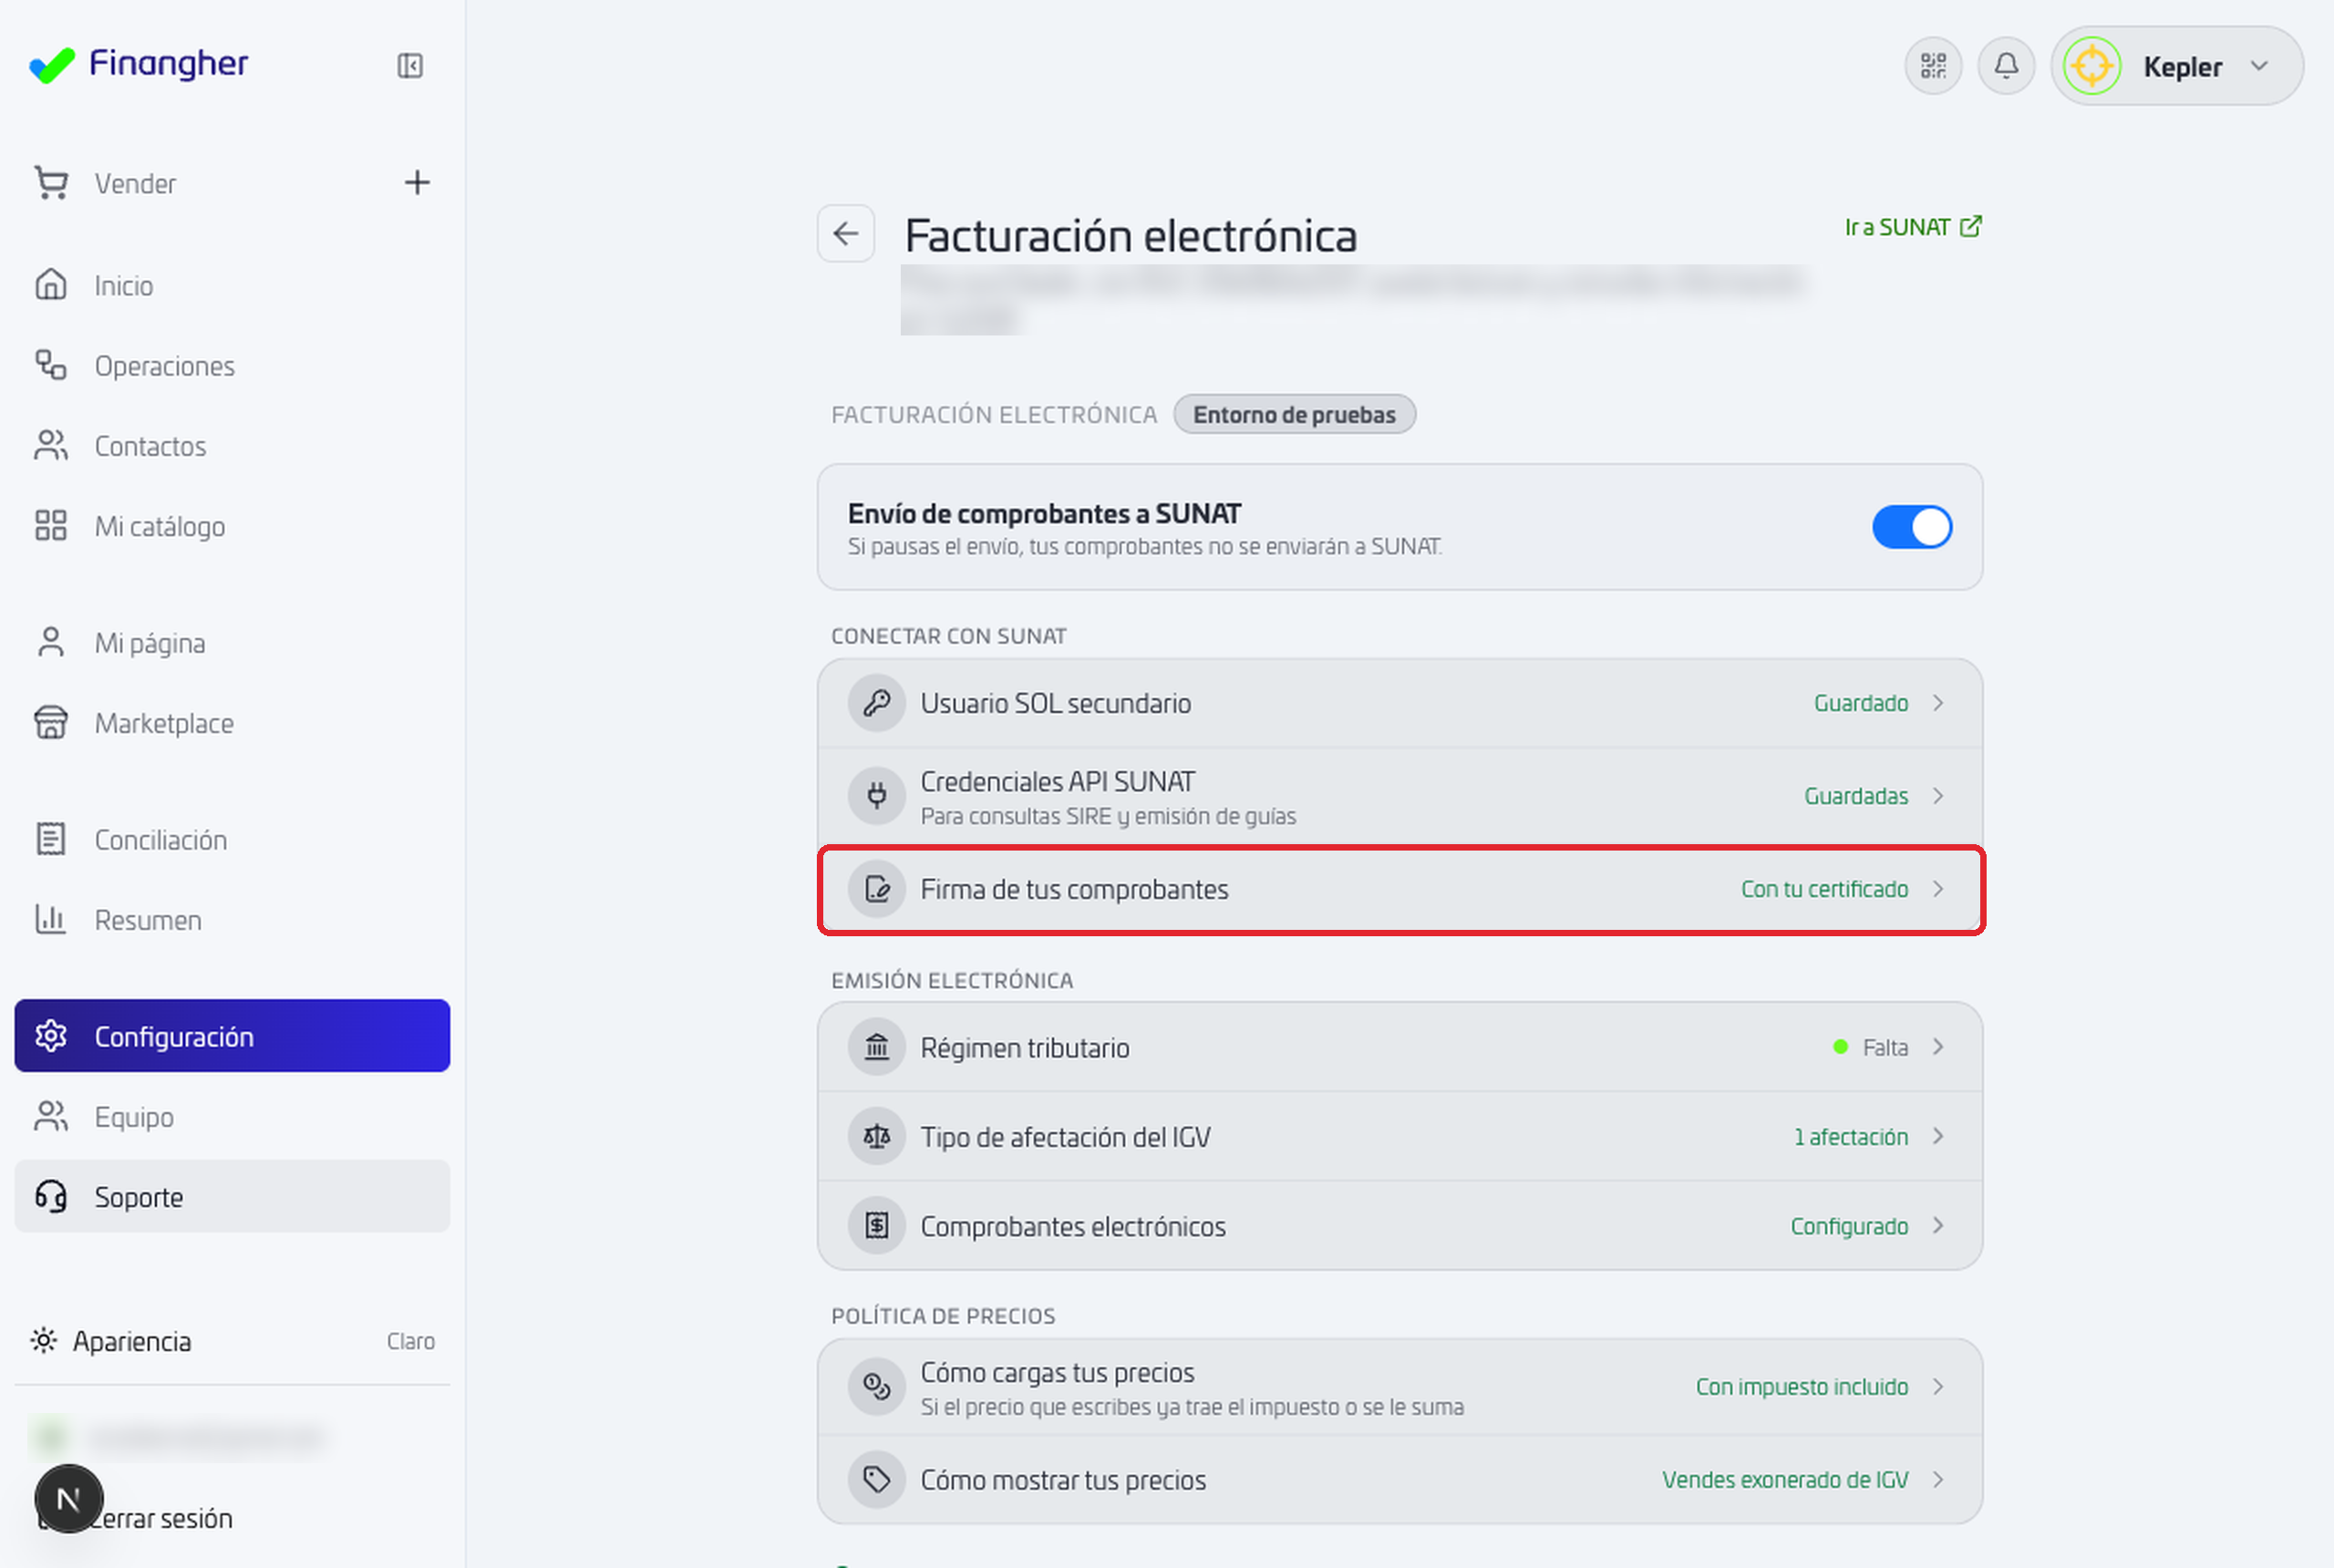 Finangher
Kepler
Vender
Inicio
Operaciones
Contactos
Mi catálogo
Mi página
Marketplace
Conciliación
Resumen
Configuración
Equipo
Soporte
Apariencia
Claro
N
errar sesión
Facturación electrónica
Ir a SUNAT
FACTURACIÓN ELECTRÓNICA
Entorno de pruebas
Envío de comprobantes a SUNAT
Si pausas el envío, tus comprobantes no se enviarán a SUNAT.
CONECTAR CON SUNAT
Usuario SOL secundario
Guardado
Credenciales API SUNAT
Para consultas SIRE y emisión de guías
Guardadas
Firma de tus comprobantes
Con tu certificado
EMISIÓN ELECTRÓNICA
Régimen tributario
Falta
Tipo de afectación del IGV
1 afectación
Comprobantes electrónicos
Configurado
POLÍTICA DE PRECIOS
Cómo cargas tus precios
Si el precio que escribes ya trae el impuesto o se le suma
Con impuesto incluido
Cómo mostrar tus precios
Vendes exonerado de IGV